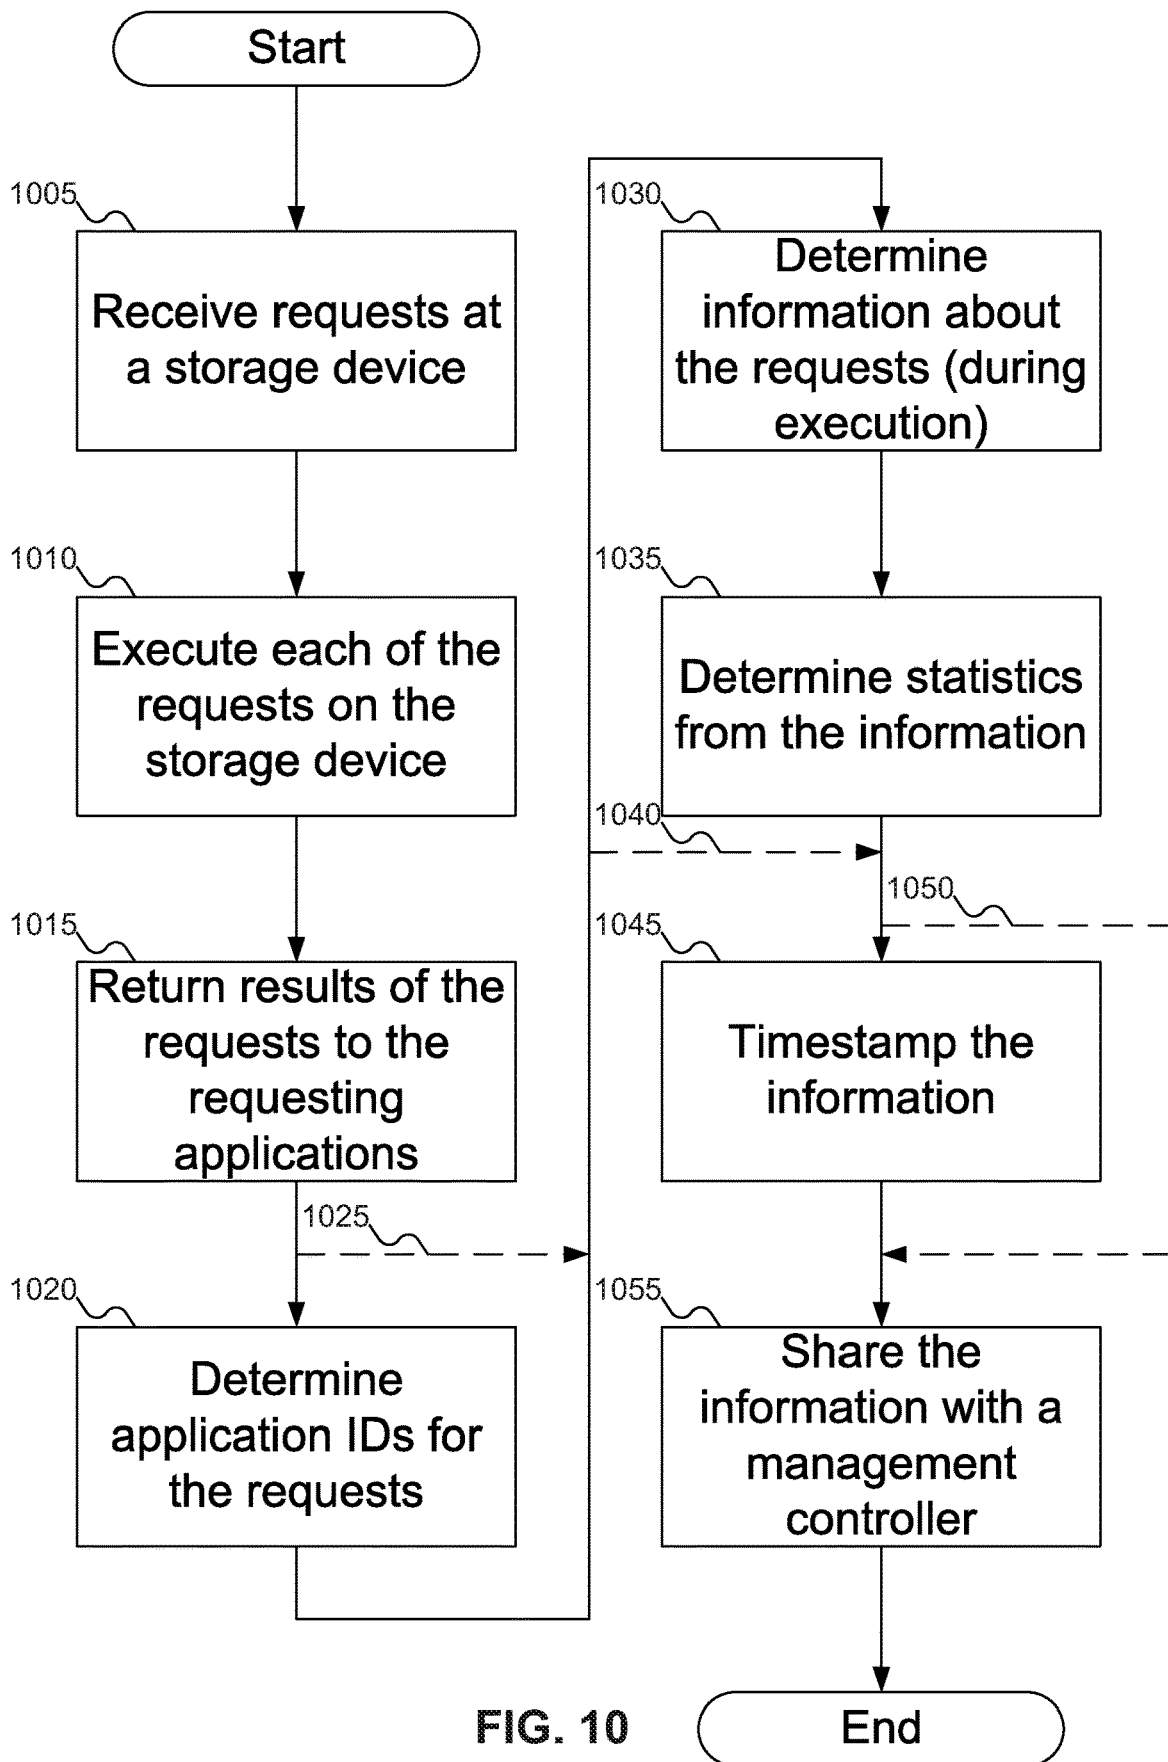 Start
1005
Receive requests at
a storage device
1010
Execute each of the
requests on the
storage device
1015
Return results of the
requests to the
requesting
applications
1025
1020
Determine
application IDs for
the requests
1030
Determine
information about
the requests (during
execution)
1035
Determine statistics
from the information
1040
1050
1045
Timestamp the
information
1055
Share the
information with a
management
controller
End
FIG. 10